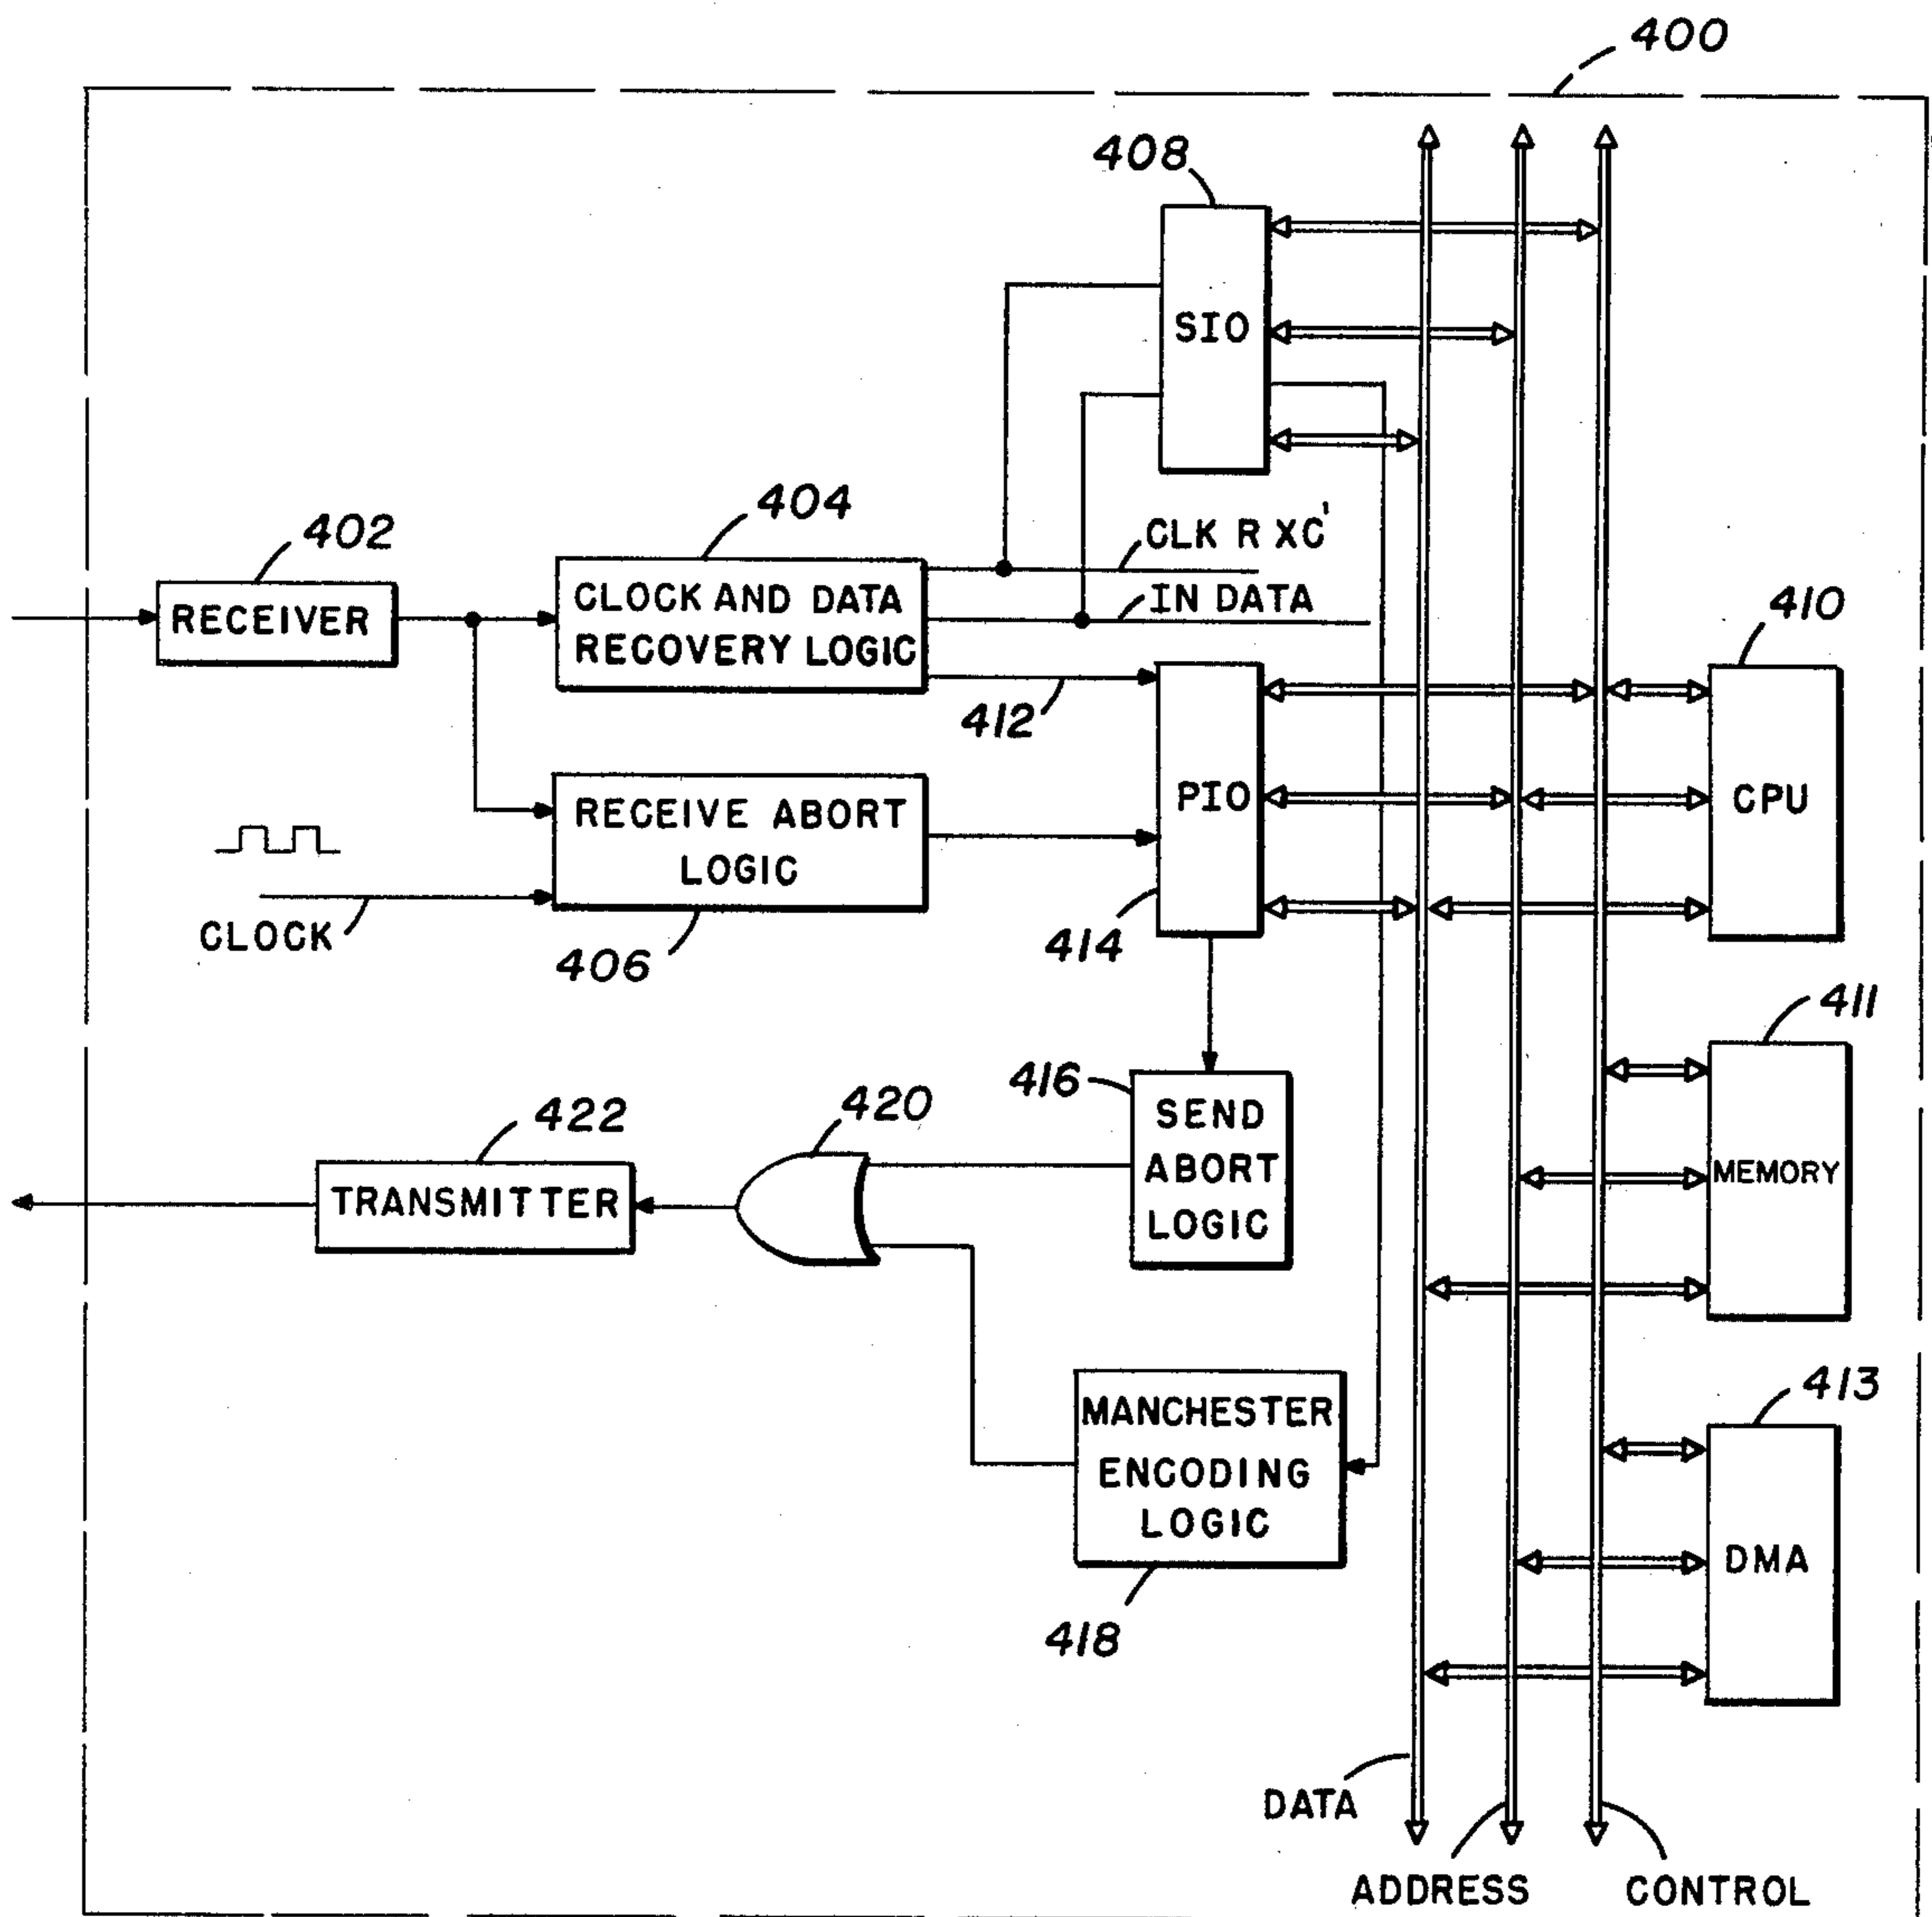 400
408
SIO
402
RECEIVER
404
CLOCK AND DATA
RECOVERY LOGIC
CLK R XC'
IN DATA
412
410
CPU
PIO
414
RECEIVE ABORT
LOGIC
406
CLOCK
411
MEMORY
416
SEND
ABORT
LOGIC
420
422
TRANSMITTER
MANCHESTER
ENCODING
LOGIC
418
413
DMA
DATA
ADDRESS
CONTROL